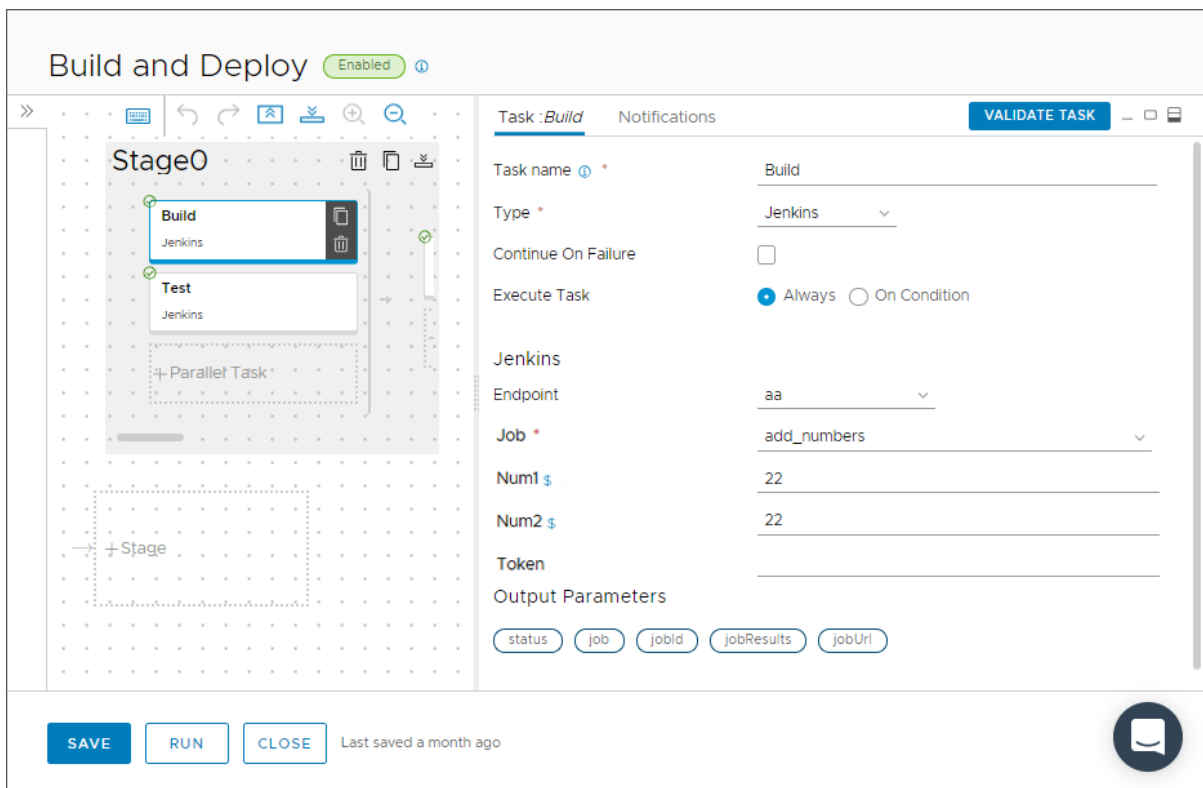 Build and Deploy Enabled
Stage0
Build
Jenkins
Test
Jenkins
+ Parallel Task
+ Stage
Task :Build Notifications VALIDATE TASK
Task name * Build
Type * Jenkins
Continue On Failure
Execute Task Always On Condition
Jenkins
Endpoint aa
Job * add_numbers
Num1 $ 22
Num2 $ 22
Token
Output Parameters
status job jobId jobResults jobUrl
SAVE RUN CLOSE Last saved a month ago